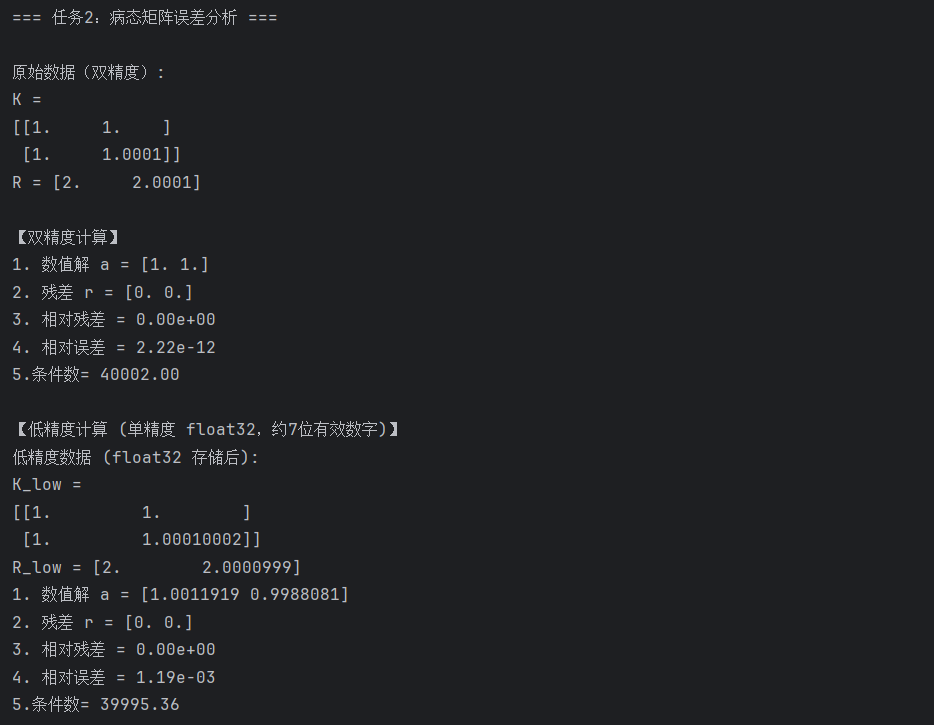 === 任务2：病态矩阵误差分析 ===
原始数据（双精度）:
K =
[[1.     1.    ]
 [1.     1.0001]]
R = [2.     2.0001]
【双精度计算】
1. 数值解 a = [1. 1.]
2. 残差 r = [0. 0.]
3. 相对残差 = 0.00e+00
4. 相对误差 = 2.22e-12
5.条件数= 40002.00
【低精度计算 (单精度 float32，约7位有效数字)】
低精度数据 (float32 存储后):
K_low =
[[1.         1.        ]
 [1.         1.00010002]]
R_low = [2.        2.0000999]
1. 数值解 a = [1.0011919 0.9988081]
2. 残差 r = [0. 0.]
3. 相对残差 = 0.00e+00
4. 相对误差 = 1.19e-03
5.条件数= 39995.36